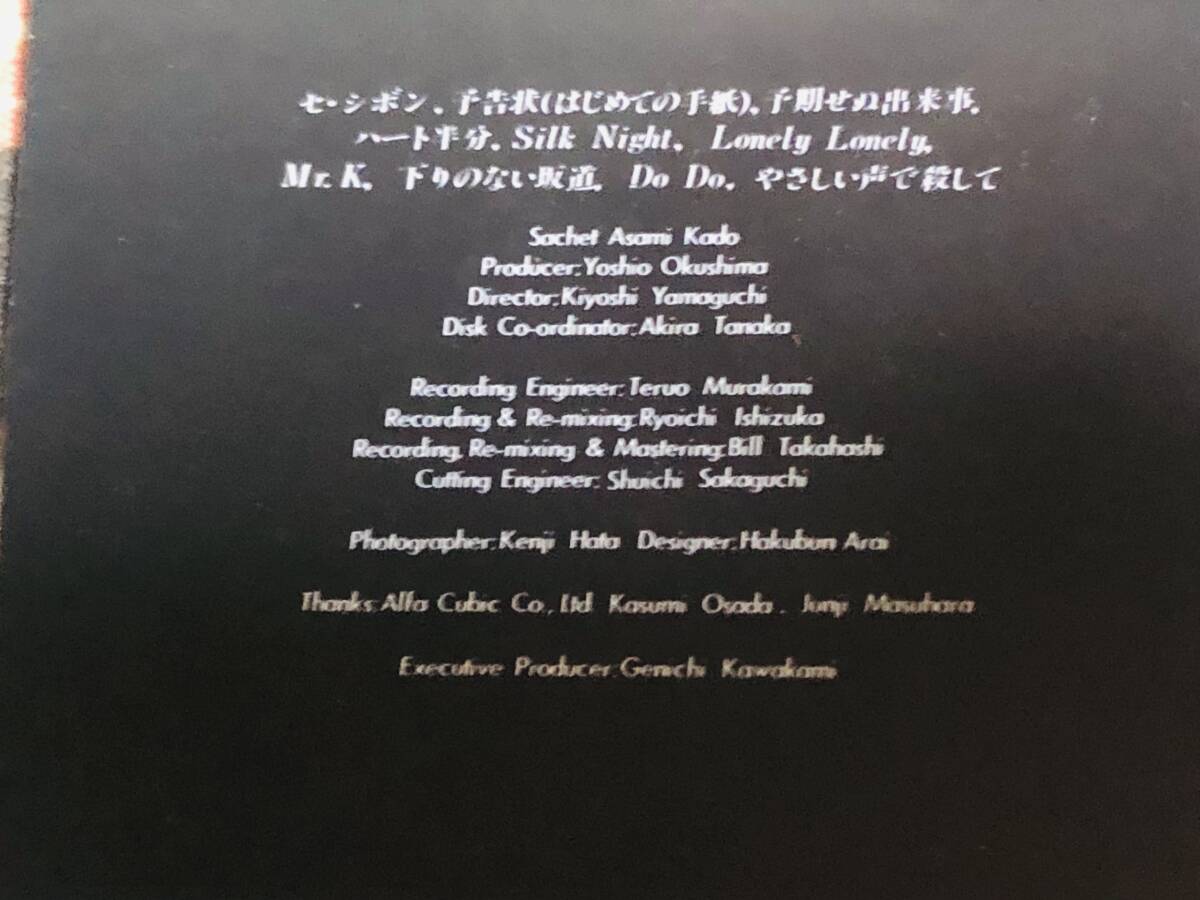 セ・シボン、予告状(はじめての手紙)、予期せぬ出来事、
ハート半分、Silk Night、Lonely Lonely、
Mr. K、下りのない坂道、Do Do、やさしい声で殺して
Sachet Asami Kado
Producer:Yoshio Okushima
Director:Kiyoshi Yamaguchi
Disk Co-ordinator:Akira Tanaka
Recording Engineer:Teruo Murakami
Recording & Re-mixing:Ryoichi Ishizuka
Recording, Re-mixing & Mastering:Bill Takahashi
Cutting Engineer: Shuichi Sakaguchi
Photographer:Kenji Hata Designer:Hakubun Arai
Thanks:Alfa Cubic Co., Ltd. Kasumi Osada, Junji Masuhara
Executive Producer:Genichi Kawakami